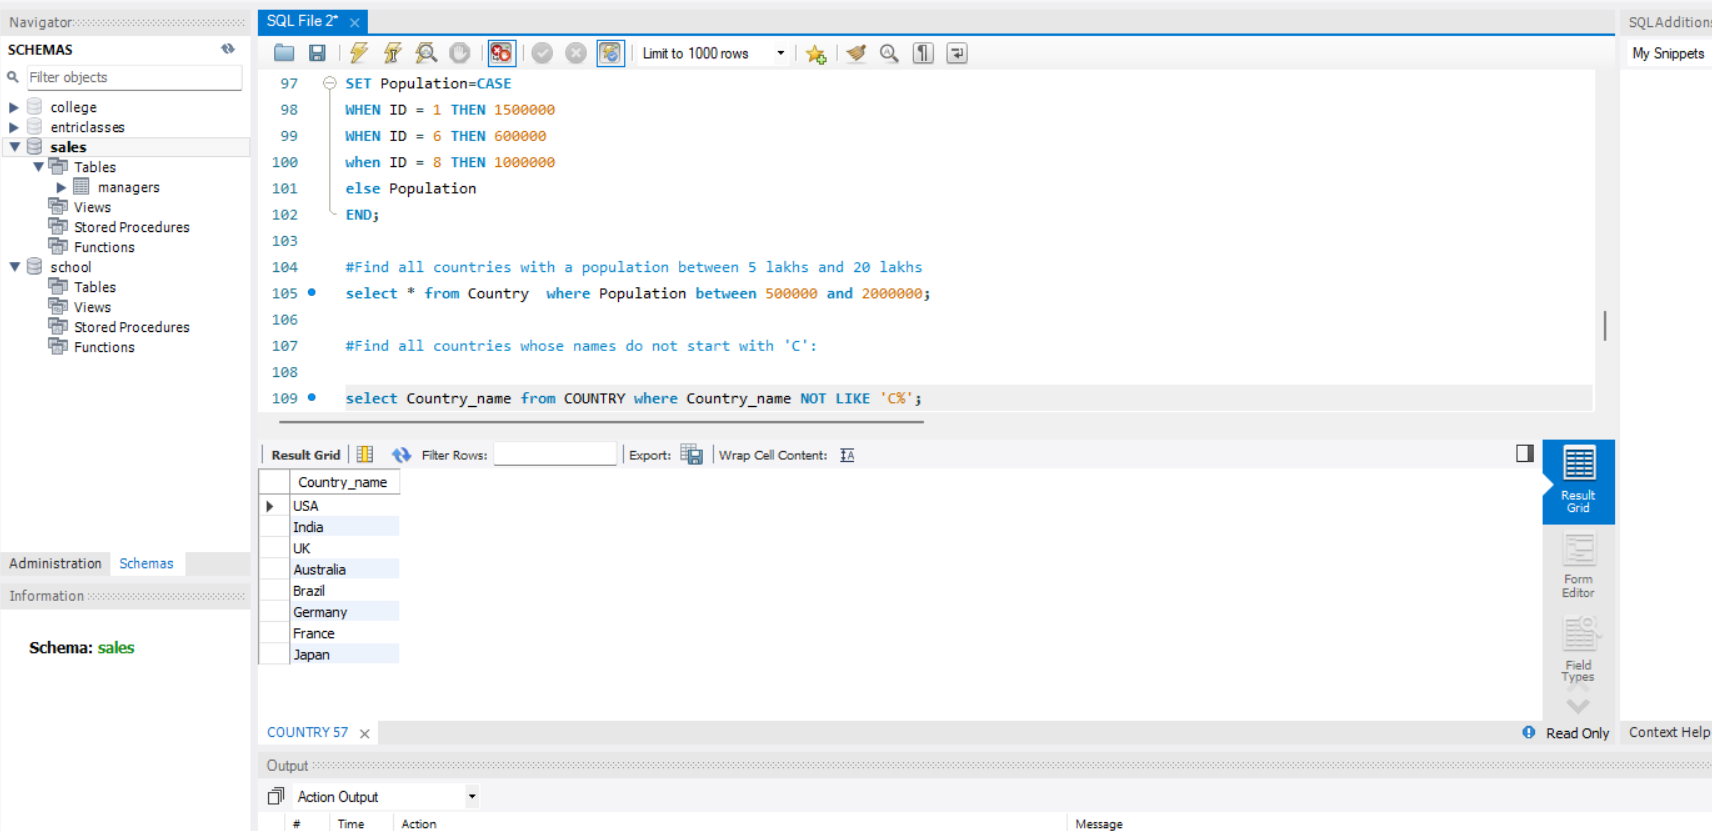 Navigator
SCHEMAS
Filter objects
college
entriclasses
sales
Tables
managers
Views
Stored Procedures
Functions
school
Tables
Views
Stored Procedures
Functions
Administration Schemas
Information
Schema: sales
SQL File 2*
Limit to 1000 rows
97 SET Population=CASE
98 WHEN ID = 1 THEN 1500000
99 WHEN ID = 6 THEN 600000
100 when ID = 8 THEN 1000000
101 else Population
102 END;
103
104 #Find all countries with a population between 5 lakhs and 20 lakhs
105 select * from Country  where Population between 500000 and 2000000;
106
107 #Find all countries whose names do not start with 'C':
108
109 select Country_name from COUNTRY where Country_name NOT LIKE 'C%';
Result Grid Filter Rows: Export: Wrap Cell Content:
Country_name
USA
India
UK
Australia
Brazil
Germany
France
Japan
Result
Grid
Form
Editor
Field
Types
COUNTRY 57
Read Only
Output
Action Output
# Time Action Message
SQLAdditions
My Snippets
Context Help